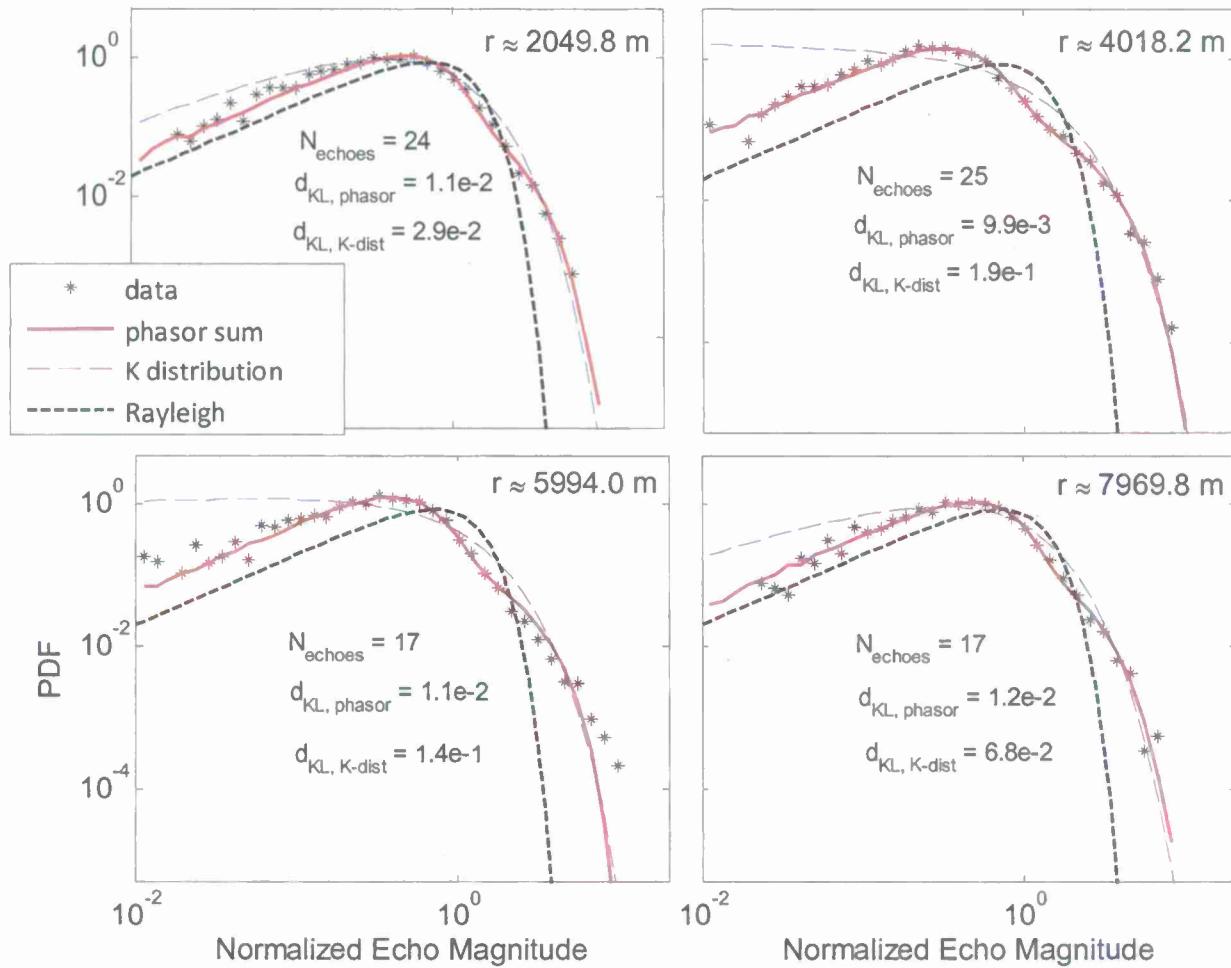 10^0
10^-2
r ≈ 2049.8 m
N_echoes = 24
d_KL, phasor = 1.1e-2
d_KL, K-dist = 2.9e-2
data
phasor sum
K distribution
Rayleigh
r ≈ 4018.2 m
N_echoes = 25
d_KL, phasor = 9.9e-3
d_KL, K-dist = 1.9e-1
10^0
10^-2
10^-4
PDF
r ≈ 5994.0 m
N_echoes = 17
d_KL, phasor = 1.1e-2
d_KL, K-dist = 1.4e-1
10^-2
10^0
Normalized Echo Magnitude
r ≈ 7969.8 m
N_echoes = 17
d_KL, phasor = 1.2e-2
d_KL, K-dist = 6.8e-2
10^-2
10^0
Normalized Echo Magnitude